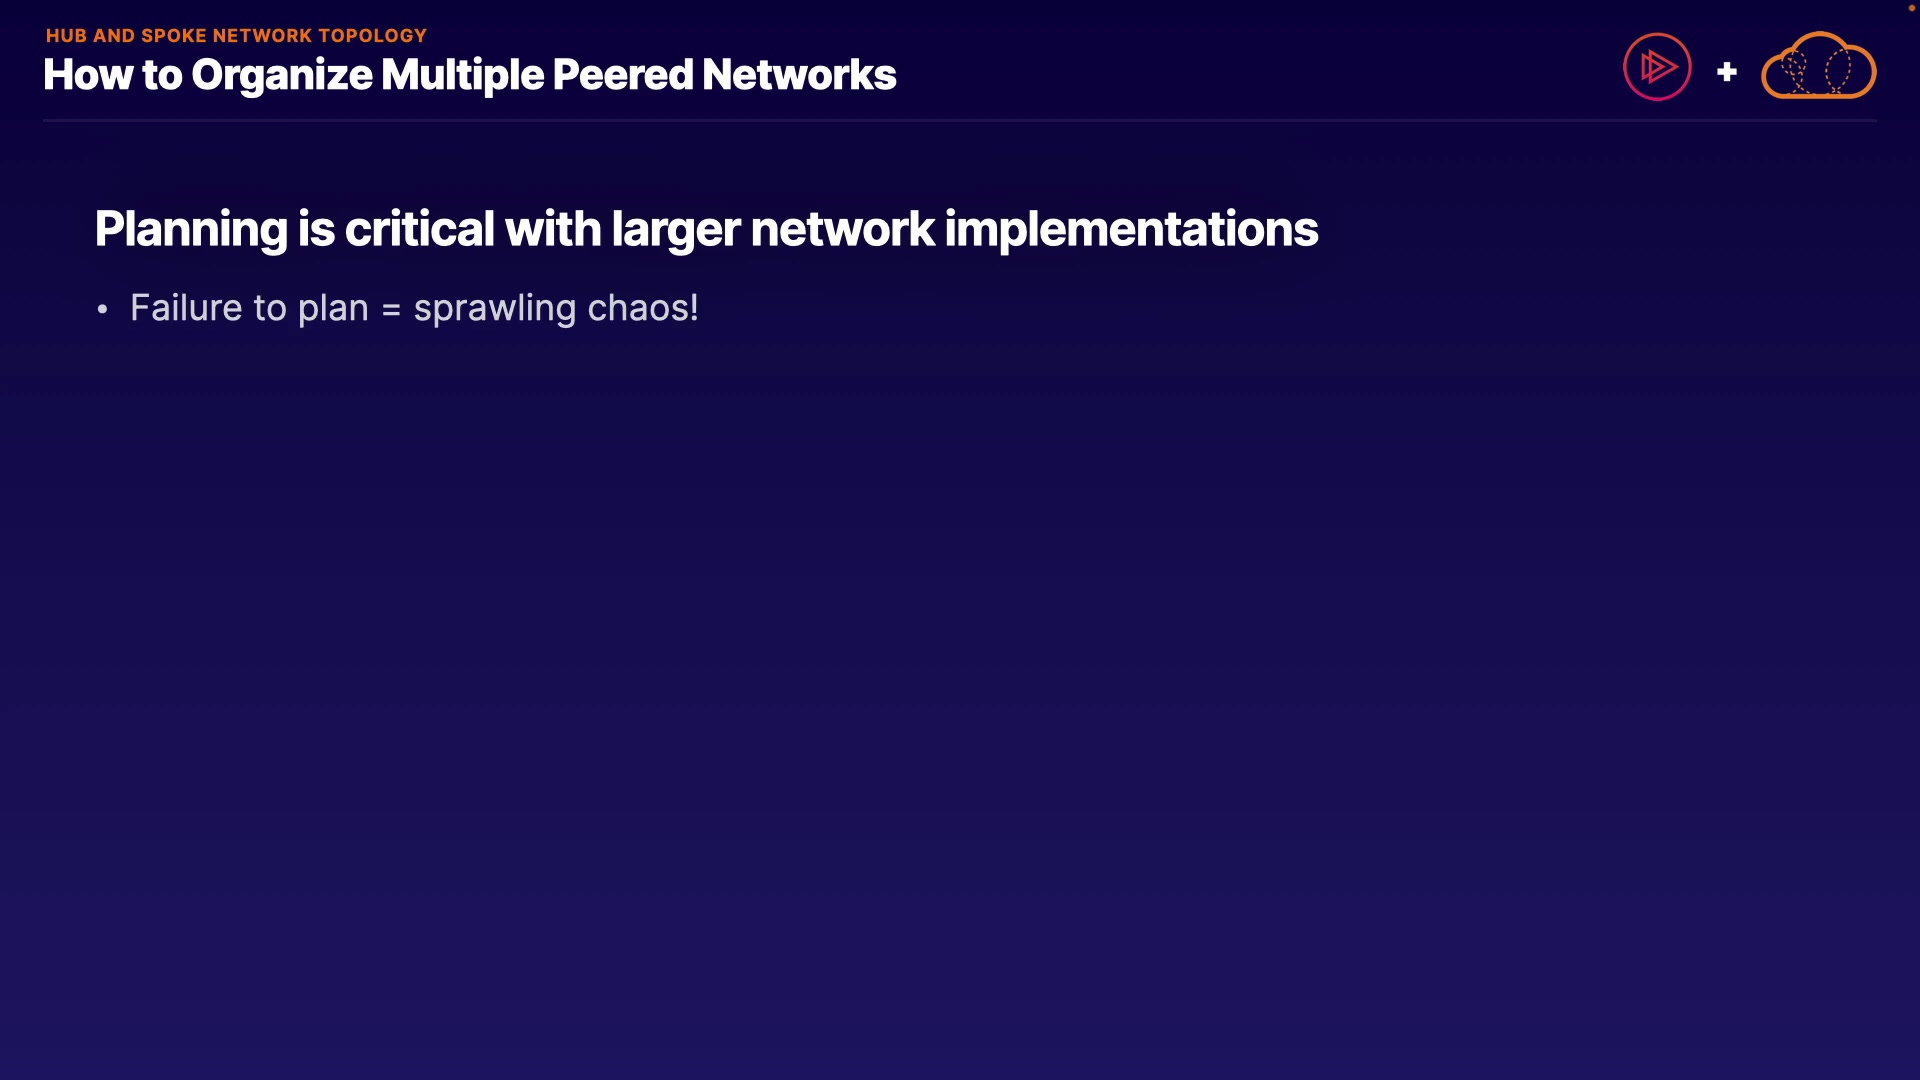 HUB AND SPOKE NETWORK TOPOLOGY
How to Organize Multiple Peered Networks
+
Planning is critical with larger network implementations
• Failure to plan = sprawling chaos!